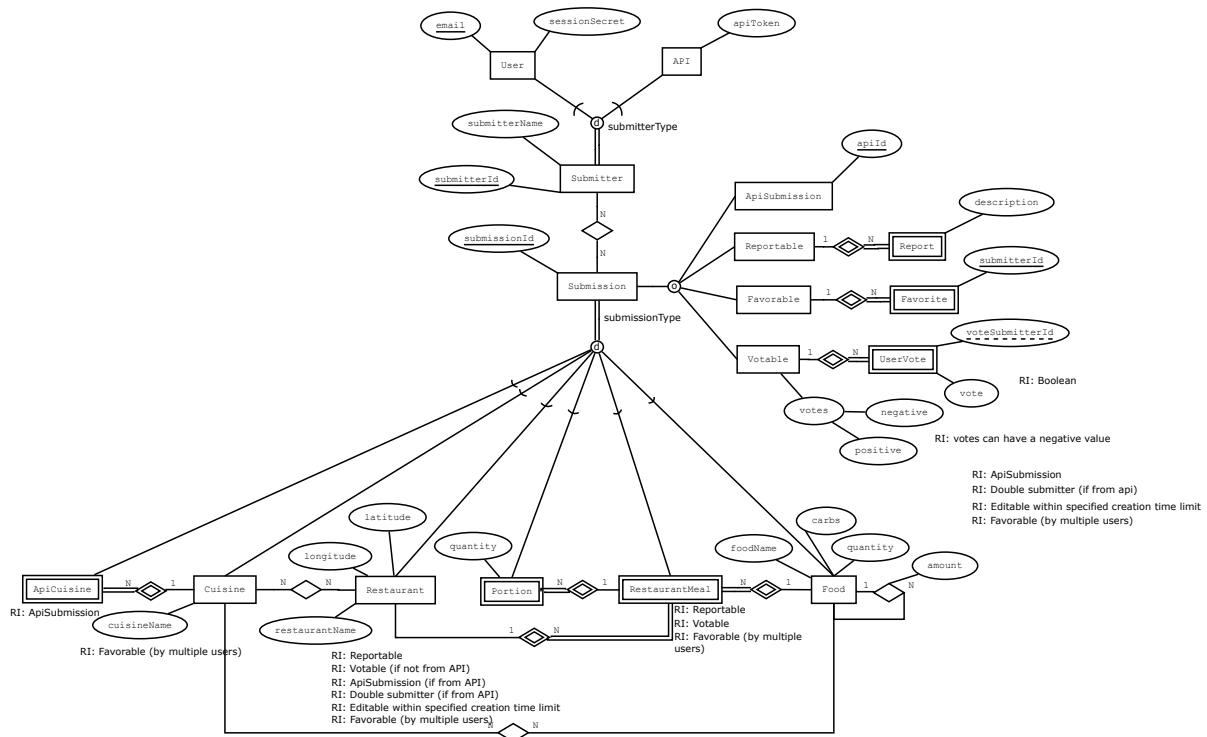 email
sessionSecret
apiToken
User
API
d
submitterType
submitterName
submitterId
Submitter
N
N
submissionId
Submission
o
submissionType
d
apiId
ApiSubmission
description
Reportable
1
N
Report
submitterId
Favorable
1
N
Favorite
voteSubmitterId
Votable
1
N
UserVote
RI: Boolean
vote
votes
negative
positive
RI: votes can have a negative value
RI: ApiSubmission
RI: Double submitter (if from api)
RI: Editable within specified creation time limit
RI: Favorable (by multiple users)
latitude
longitude
quantity
carbs
foodName
quantity
amount
ApiCuisine
N
1
Cuisine
N
N
Restaurant
Portion
N
1
RestaurantMeal
N
1
Food
1
N
RI: ApiSubmission
cuisineName
restaurantName
1
N
RI: Reportable
RI: Votable
RI: Favorable (by multiple
users)
RI: Favorable (by multiple users)
RI: Reportable
RI: Votable (if not from API)
RI: ApiSubmission (if from API)
RI: Double submitter (if from API)
RI: Editable within specified creation time limit
RI: Favorable (by multiple users)
N
N